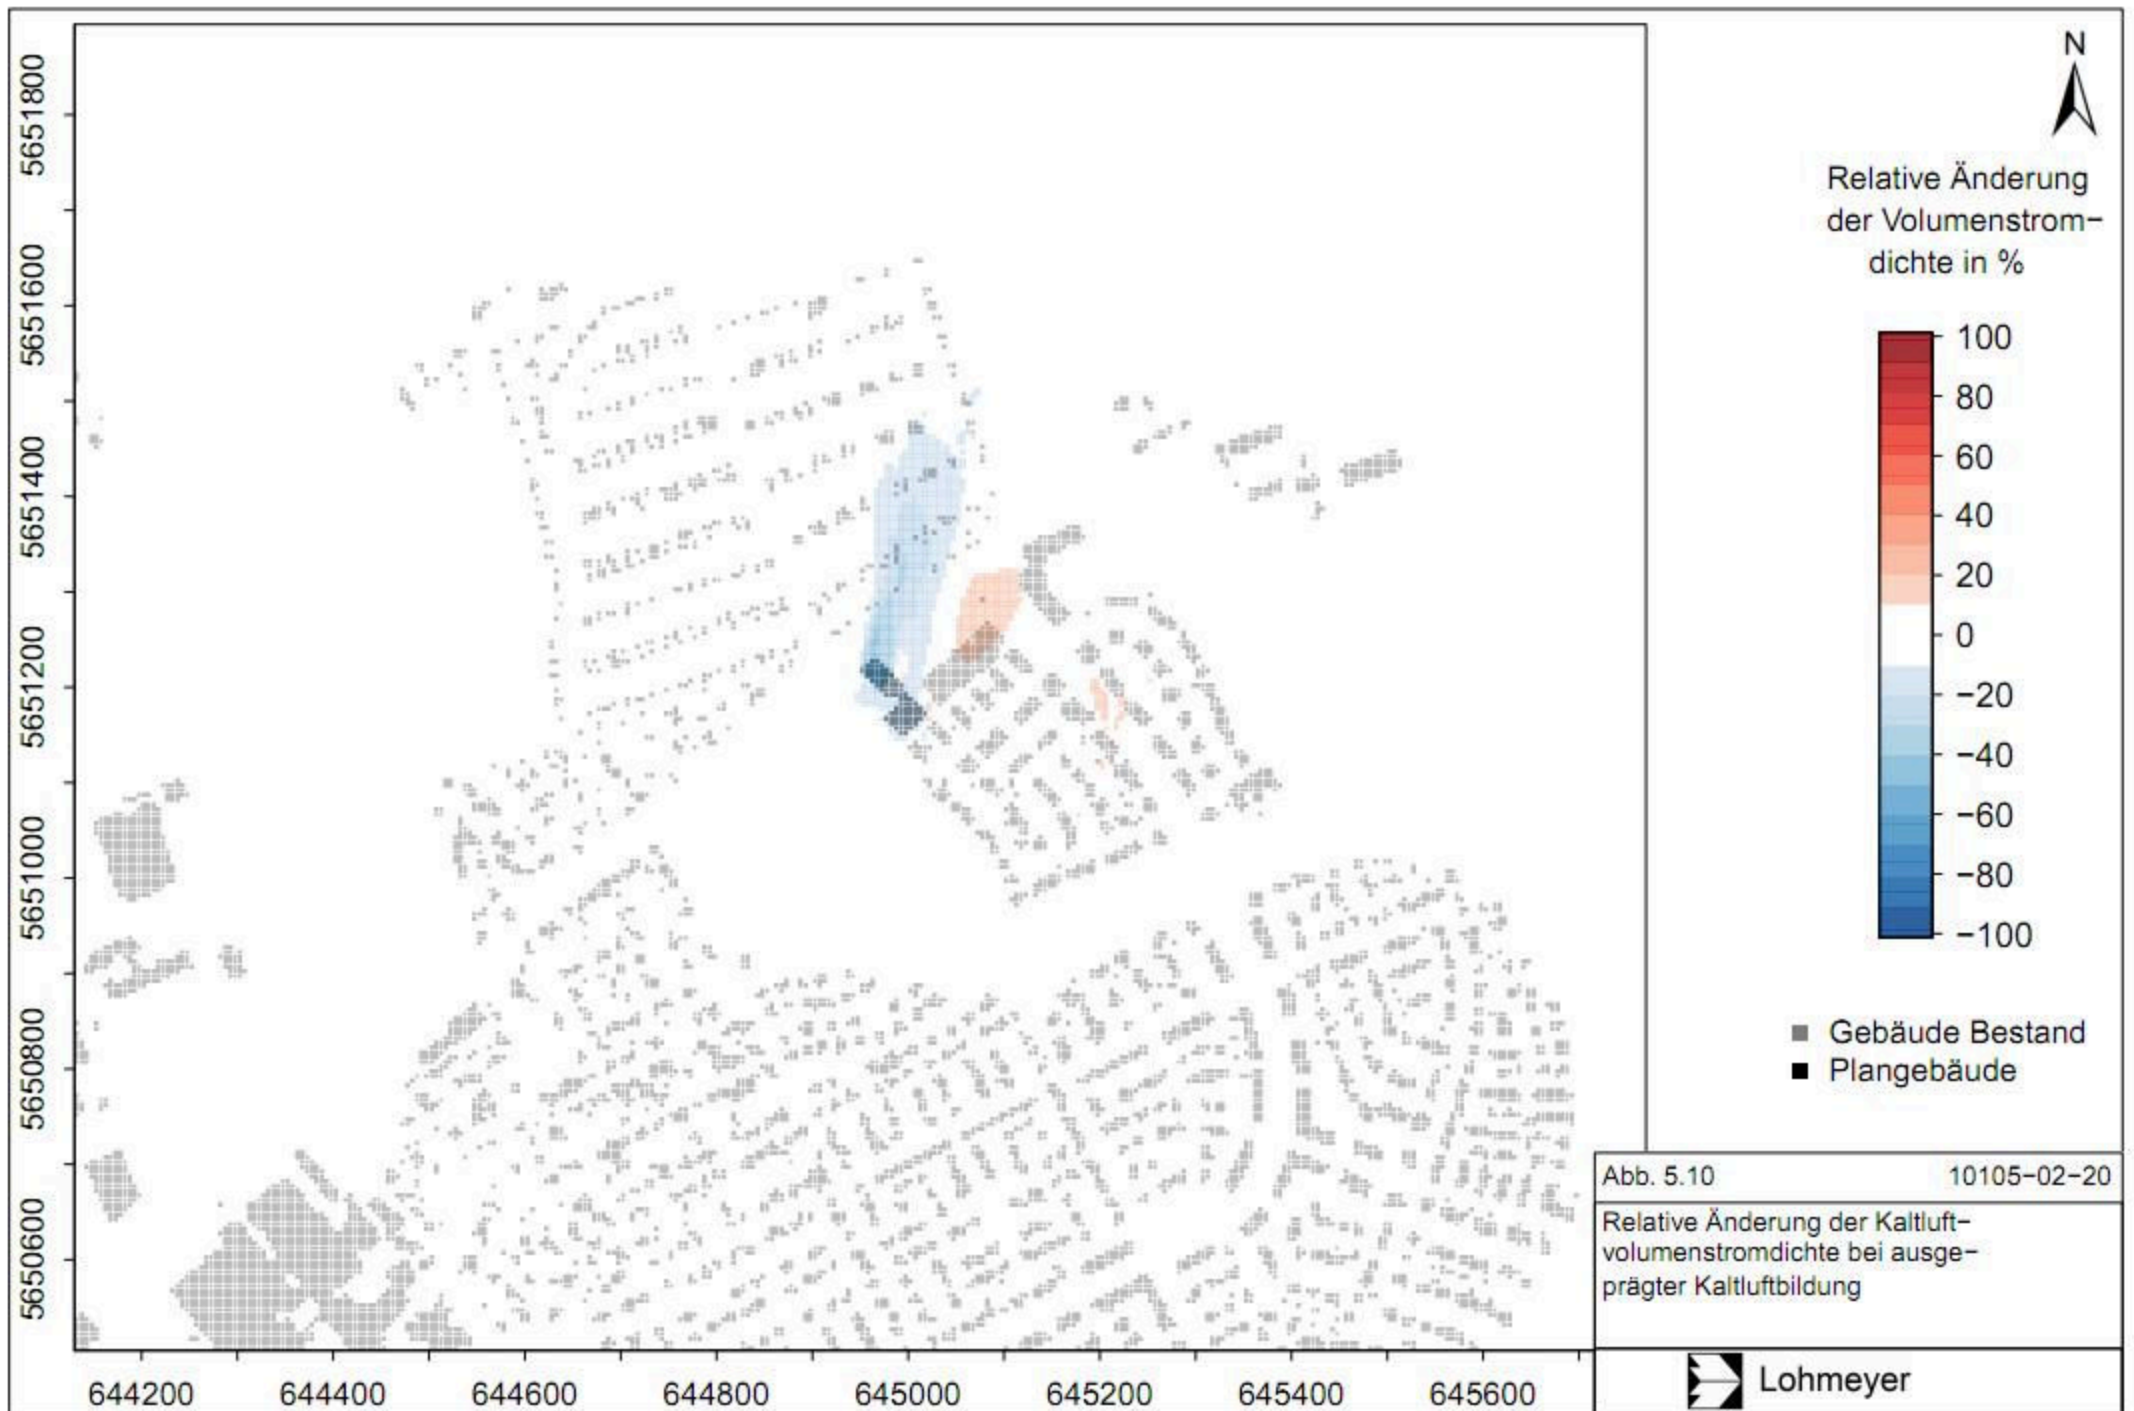 N
Relative Änderung
der Volumenstrom−
dichte in %
100
80
60
40
20
0
−20
−40
−60
−80
−100
Gebäude Bestand
Plangebäude
5651800
5651600
5651400
5651200
5651000
5650800
5650600
644200 644400 644600 644800 645000 645200 645400 645600
Abb. 5.10 10105−02−20
Relative Änderung der Kaltluft−
volumenstromdichte bei ausge−
prägter Kaltluftbildung
Lohmeyer